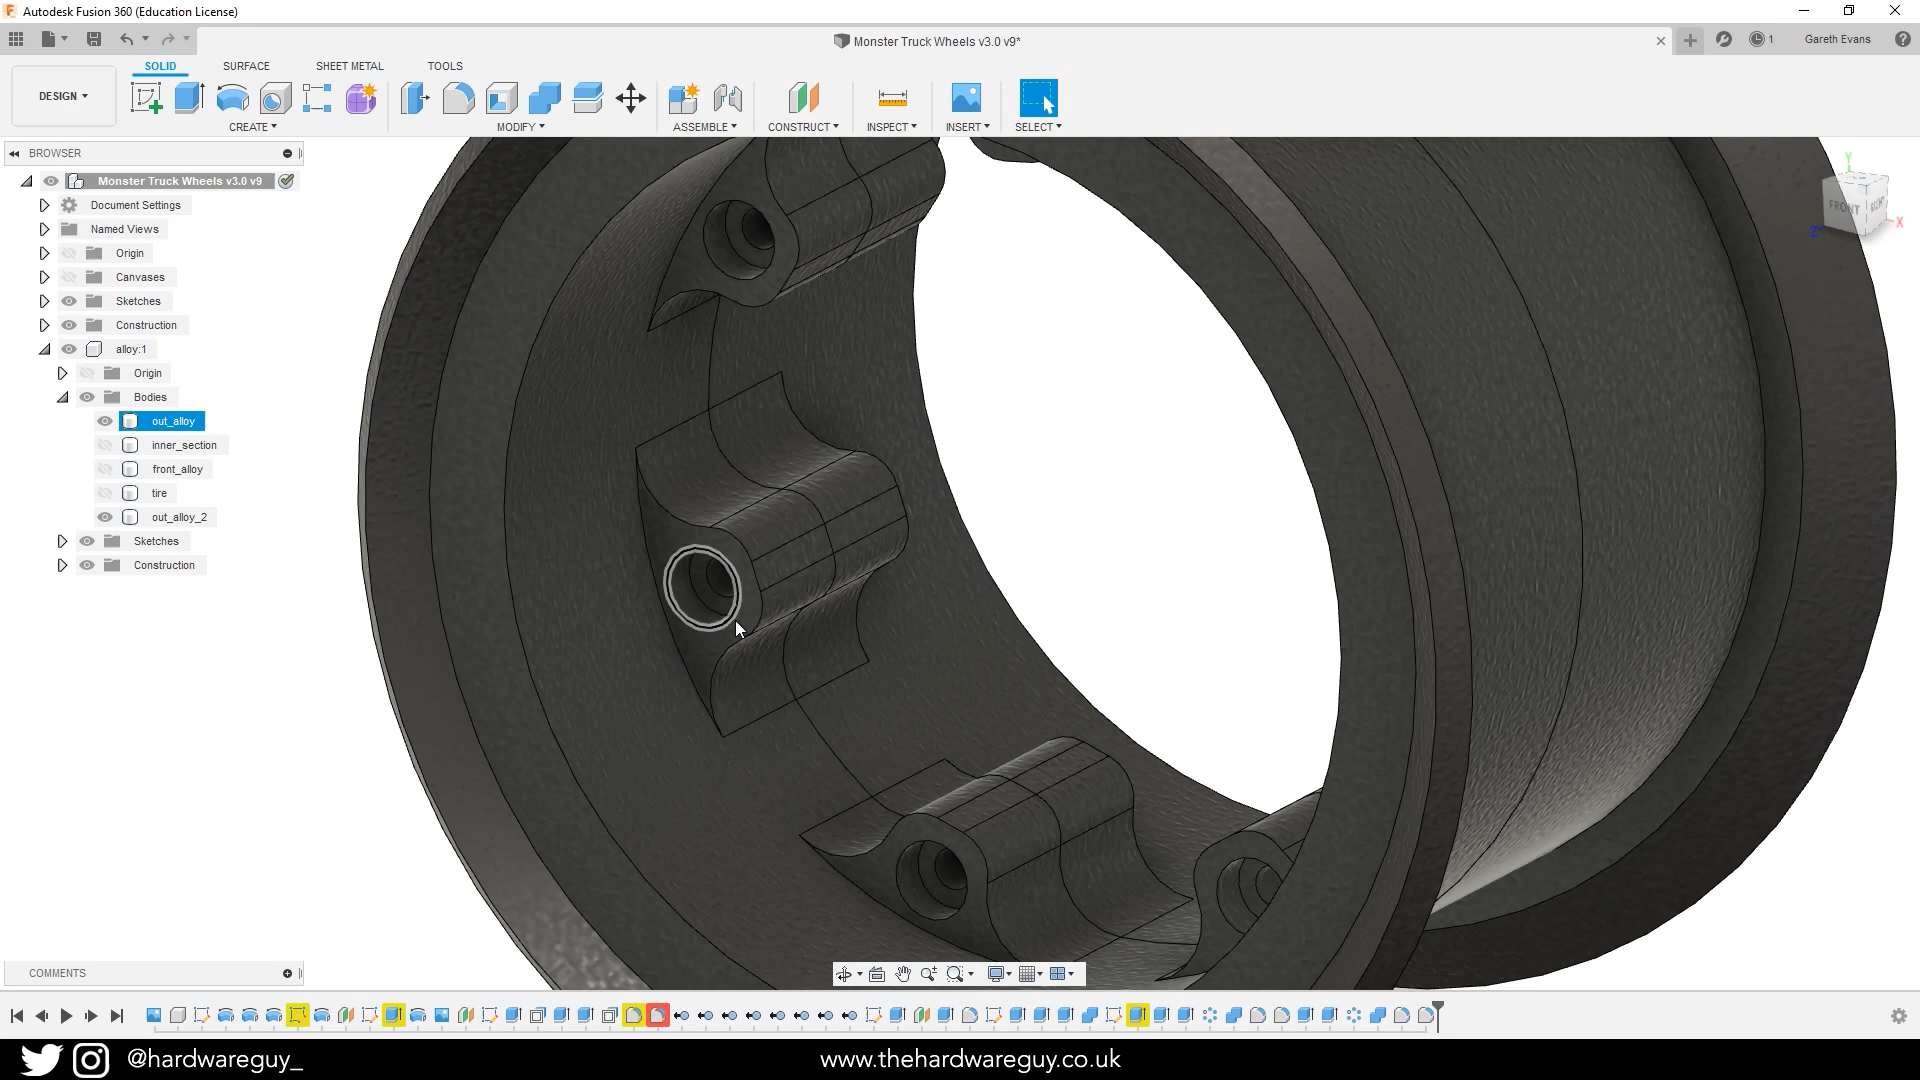 Autodesk Fusion 360 (Education License)
Monster Truck Wheels v3.0 v9*
1
Gareth Evans
DESIGN
SOLID
SURFACE
SHEET METAL
TOOLS
CREATE
MODIFY
ASSEMBLE
CONSTRUCT
INSPECT
INSERT
SELECT
BROWSER
Monster Truck Wheels v3.0 v9
Document Settings
Named Views
Origin
Canvases
Sketches
Construction
alloy:1
Origin
Bodies
out_alloy
inner_section
front_alloy
tire
out_alloy_2
Sketches
Construction
Y
FRONT
RIGHT
X
Z
COMMENTS
@hardwareguy_
www.thehardwareguy.co.uk